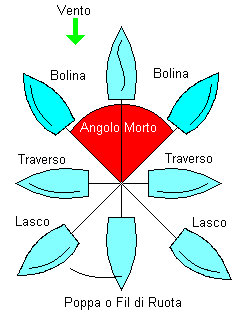 Vento
Bolina
Bolina
Angolo Morto
Traverso
Traverso
Lasco
Lasco
Poppa o Fil di Ruota